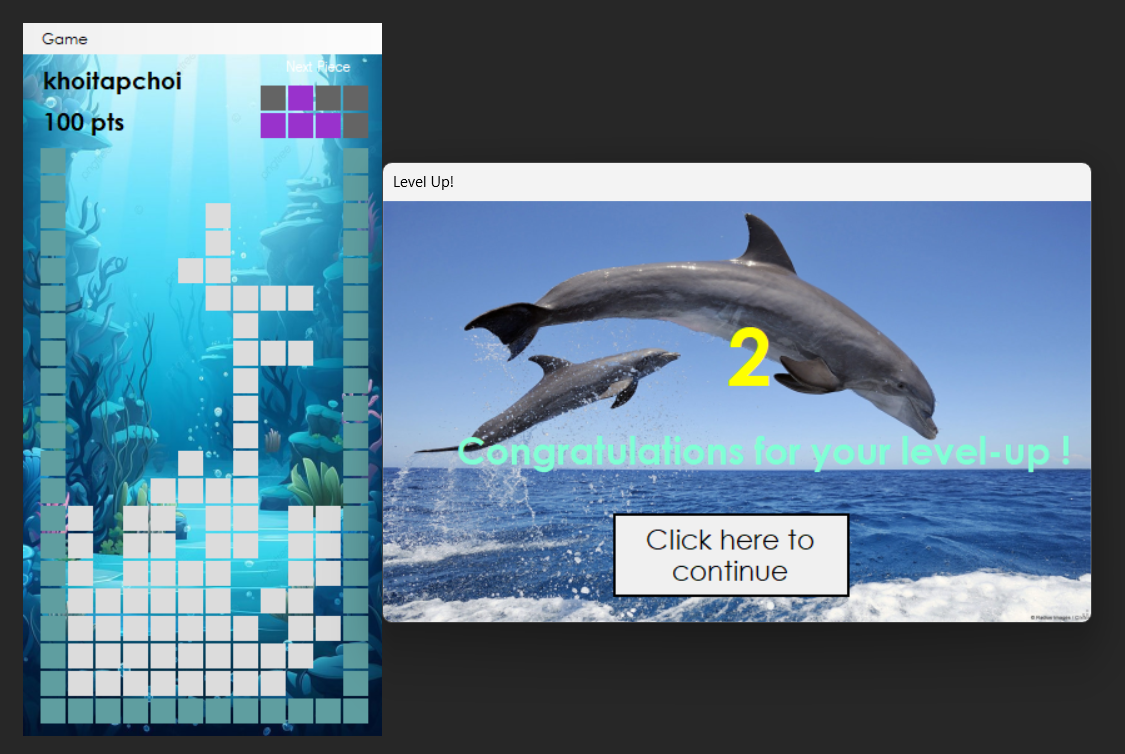 Game
khoitapchoi
Next Piece
100 pts
Level Up!
2
Congratulations for your level-up !
Click here to
continue